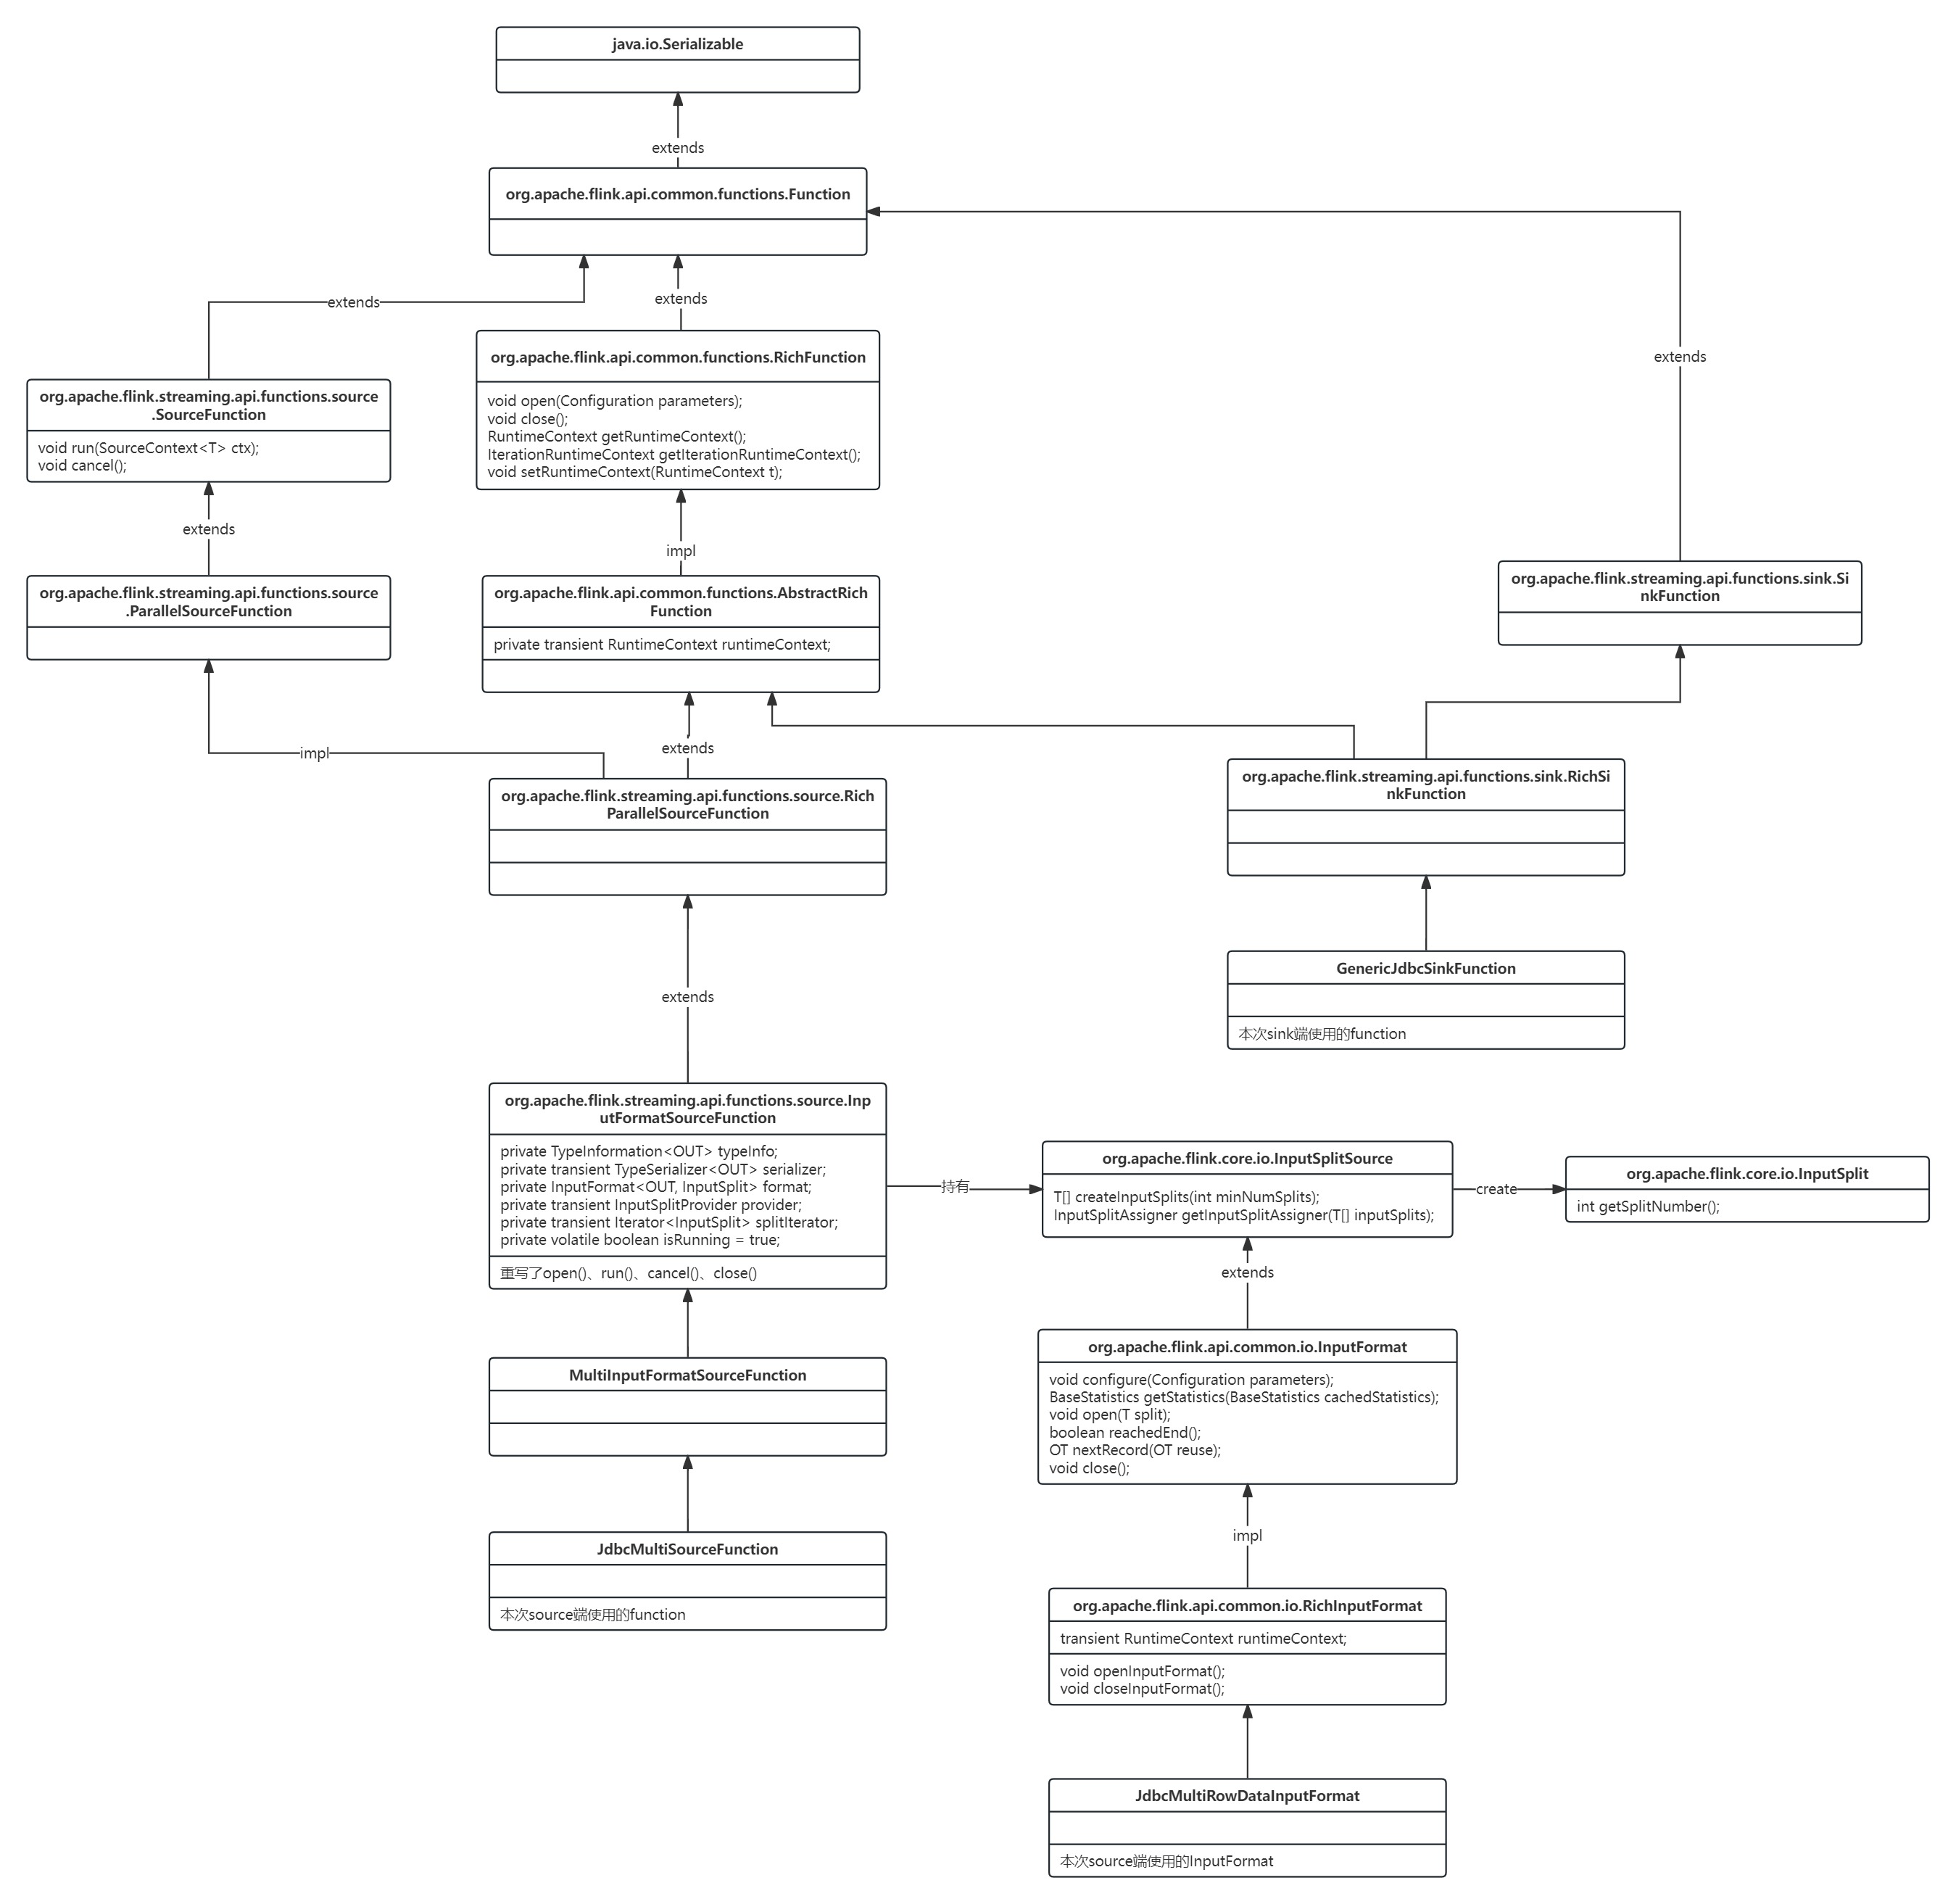 java.io.Serializable
extends
org.apache.flink.api.common.functions.Function
extends
extends
extends
org.apache.flink.streaming.api.functions.source
.SourceFunction
void run(SourceContext<T> ctx);
void cancel();
org.apache.flink.api.common.functions.RichFunction
void open(Configuration parameters);
void close();
RuntimeContext getRuntimeContext();
IterationRuntimeContext getIterationRuntimeContext();
void setRuntimeContext(RuntimeContext t);
extends
impl
org.apache.flink.streaming.api.functions.source
.ParallelSourceFunction
org.apache.flink.api.common.functions.AbstractRich
Function
private transient RuntimeContext runtimeContext;
org.apache.flink.streaming.api.functions.sink.Si
nkFunction
impl
extends
org.apache.flink.streaming.api.functions.source.Rich
ParallelSourceFunction
org.apache.flink.streaming.api.functions.sink.RichSi
nkFunction
extends
GenericJdbcSinkFunction
本次sink端使用的function
org.apache.flink.streaming.api.functions.source.Inp
utFormatSourceFunction
private TypeInformation<OUT> typeInfo;
private transient TypeSerializer<OUT> serializer;
private InputFormat<OUT, InputSplit> format;
private transient InputSplitProvider provider;
private transient Iterator<InputSplit> splitIterator;
private volatile boolean isRunning = true;
重写了open()、run()、cancel()、close()
持有
org.apache.flink.core.io.InputSplitSource
T[] createInputSplits(int minNumSplits);
InputSplitAssigner getInputSplitAssigner(T[] inputSplits);
create
org.apache.flink.core.io.InputSplit
int getSplitNumber();
extends
MultiInputFormatSourceFunction
org.apache.flink.api.common.io.InputFormat
void configure(Configuration parameters);
BaseStatistics getStatistics(BaseStatistics cachedStatistics);
void open(T split);
boolean reachedEnd();
OT nextRecord(OT reuse);
void close();
JdbcMultiSourceFunction
本次source端使用的function
impl
org.apache.flink.api.common.io.RichInputFormat
transient RuntimeContext runtimeContext;
void openInputFormat();
void closeInputFormat();
JdbcMultiRowDataInputFormat
本次source端使用的InputFormat